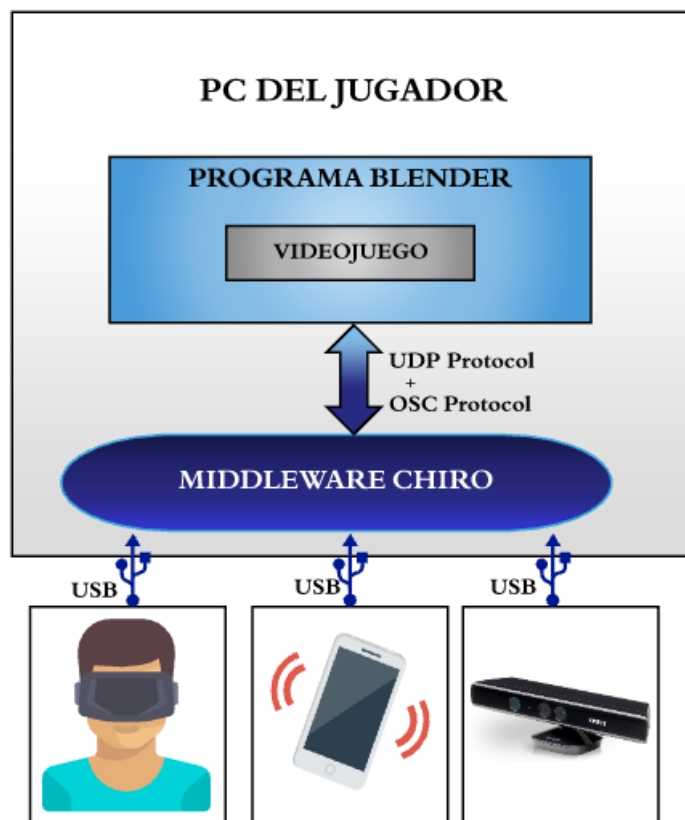 PC DEL JUGADOR
PROGRAMA BLENDER
VIDEOJUEGO
UDP Protocol
+
OSC Protocol
MIDDLEWARE CHIRO
USB
USB
USB